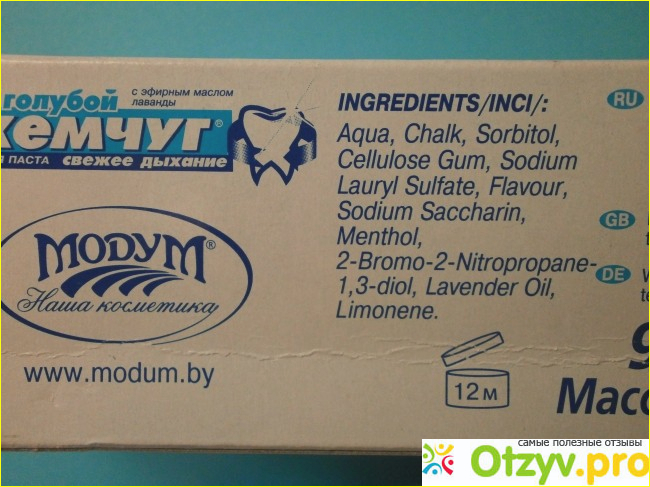 голубой
с эфирным маслом
лаванды
жемчуг®
ПАСТА свежее дыхание
МОДУМ®
Наша косметика
www.modum.by
INGREDIENTS/INCI/:
Aqua, Chalk, Sorbitol,
Cellulose Gum, Sodium
Lauryl Sulfate, Flavour,
Sodium Saccharin,
Menthol,
2-Bromo-2-Nitropropane-
1,3-diol, Lavender Oil,
Limonene.
12 М
RU
GB
DE
Масс
самые полезные отзывы
Otzyv.pro